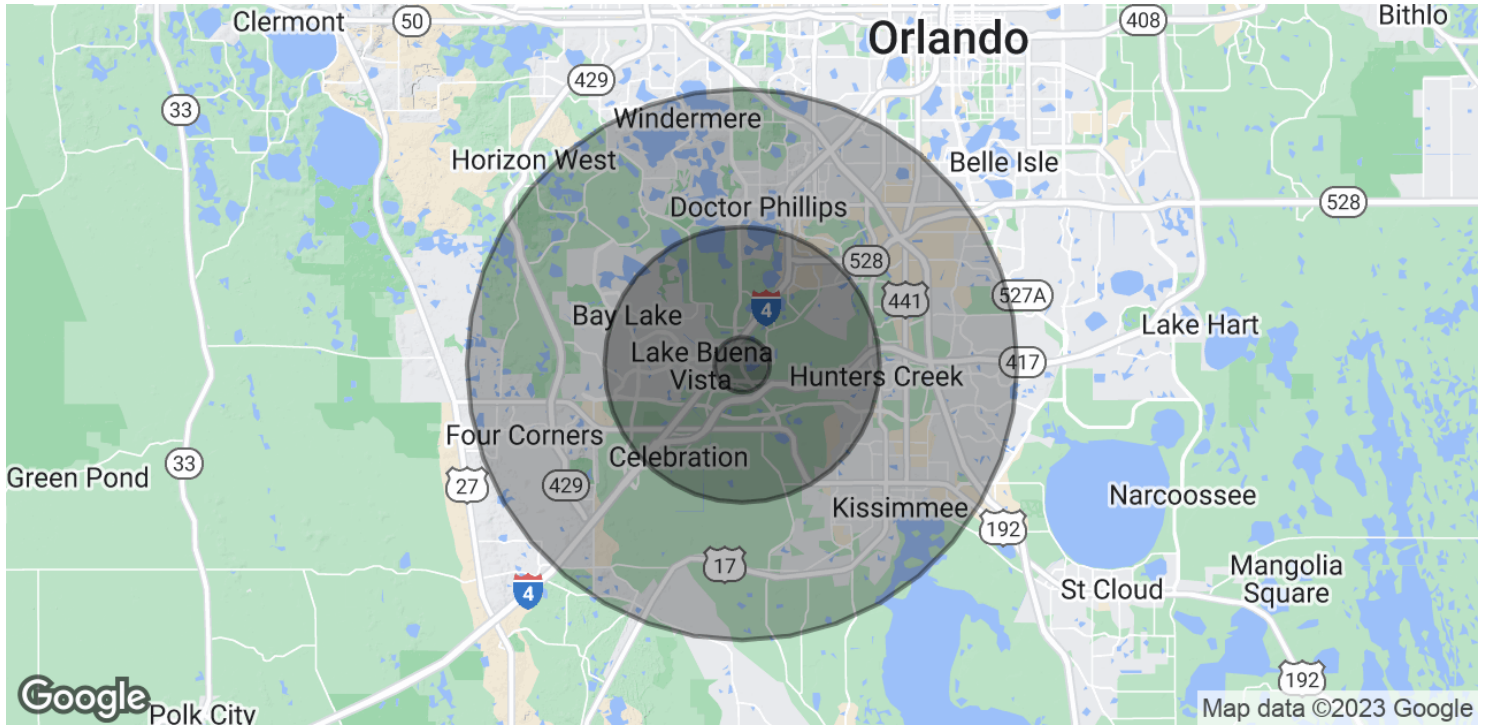 Clermont
50
Orlando
408
Bithlo
429
33
Windermere
Horizon West
Belle Isle
Doctor Phillips
528
528
441
527A
4
Bay Lake
Lake Hart
Lake Buena
Vista
417
Hunters Creek
Four Corners
Celebration
Green Pond
33
27
429
Kissimmee
Narcoossee
192
17
Mangolia
Square
St Cloud
4
192
Google
Polk City
Map data ©2023 Google